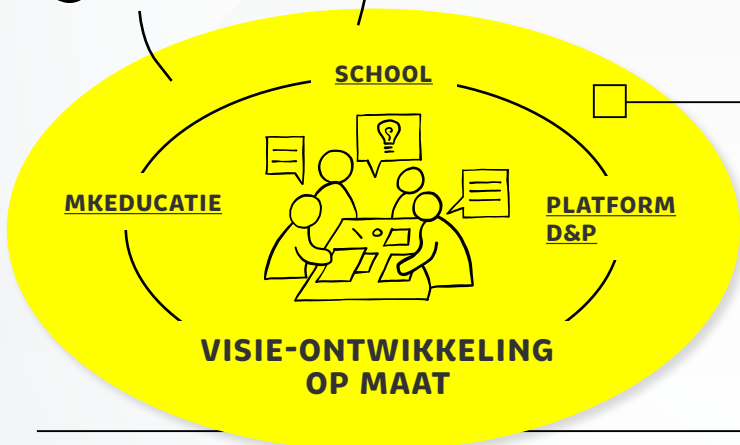 SCHOOL
MKEDUCATIE
PLATFORM
D&P
VISIE-ONTWIKKELING
OP MAAT